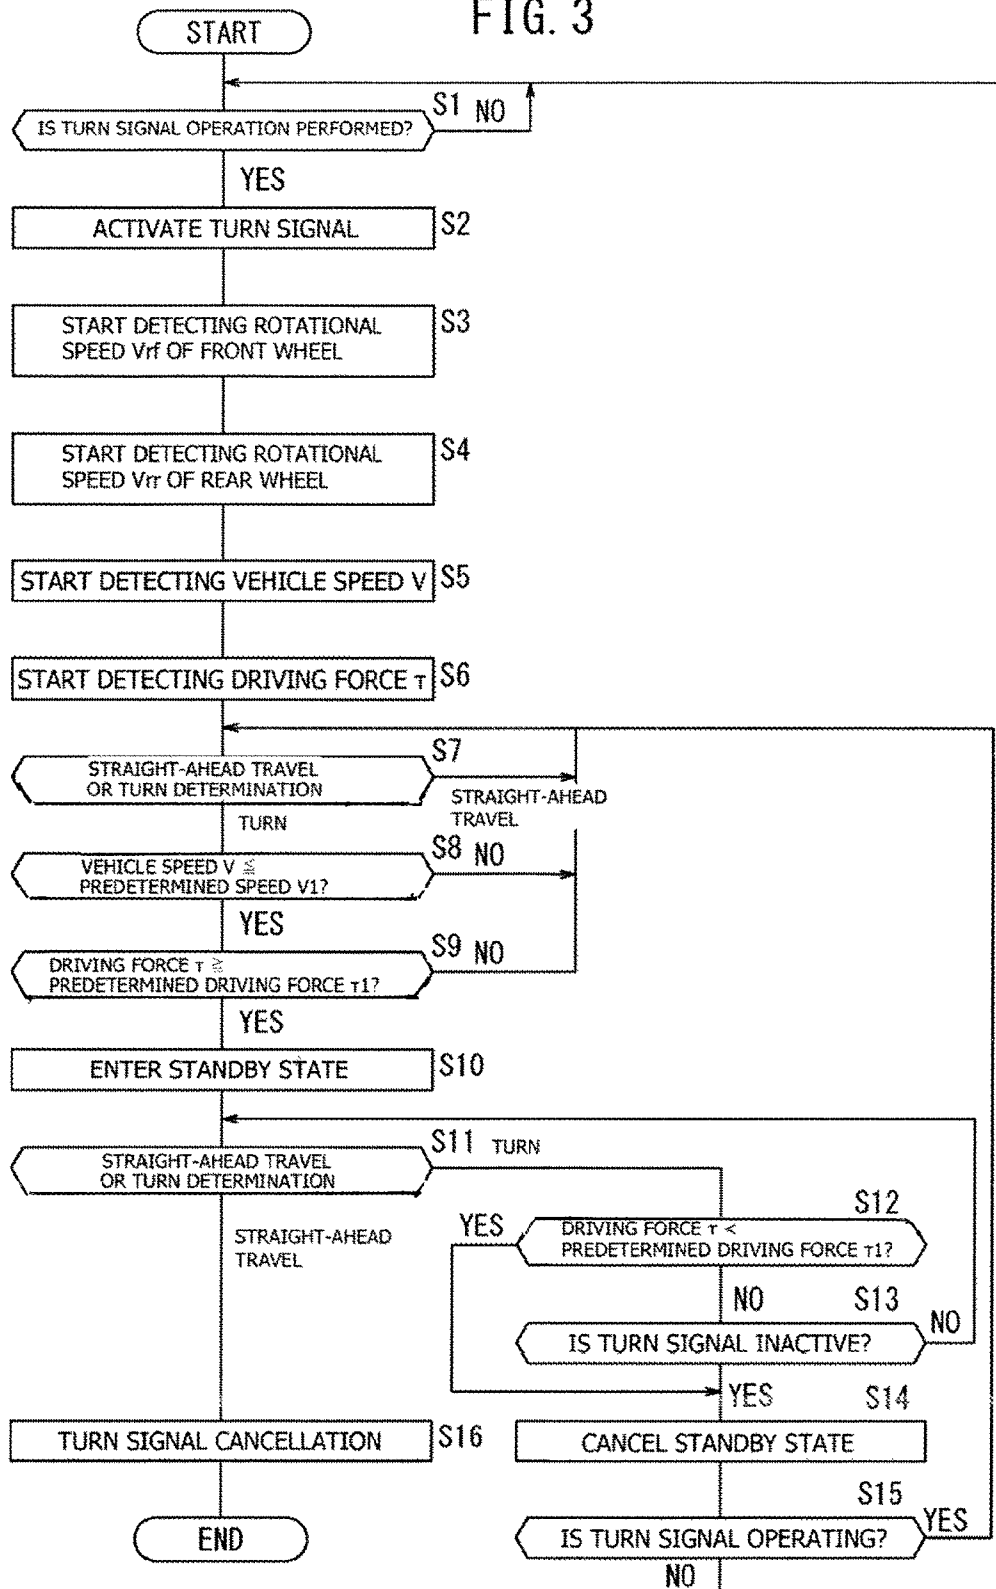 FIG. 3
START
S1 NO
IS TURN SIGNAL OPERATION PERFORMED?
YES
ACTIVATE TURN SIGNAL
S2
START DETECTING ROTATIONAL
SPEED Vrf OF FRONT WHEEL
S3
START DETECTING ROTATIONAL
SPEED Vrr OF REAR WHEEL
S4
START DETECTING VEHICLE SPEED V
S5
START DETECTING DRIVING FORCE τ
S6
S7
STRAIGHT-AHEAD TRAVEL
OR TURN DETERMINATION
STRAIGHT-AHEAD
TRAVEL
TURN
S8 NO
VEHICLE SPEED V ≦
PREDETERMINED SPEED V1?
YES
S9 NO
DRIVING FORCE τ ≧
PREDETERMINED DRIVING FORCE τ1?
YES
ENTER STANDBY STATE
S10
S11 TURN
STRAIGHT-AHEAD TRAVEL
OR TURN DETERMINATION
STRAIGHT-AHEAD
TRAVEL
S12
YES
DRIVING FORCE τ <
PREDETERMINED DRIVING FORCE τ1?
NO
S13
NO
IS TURN SIGNAL INACTIVE?
YES
S14
TURN SIGNAL CANCELLATION
S16
CANCEL STANDBY STATE
S15
END
IS TURN SIGNAL OPERATING?
YES
NO